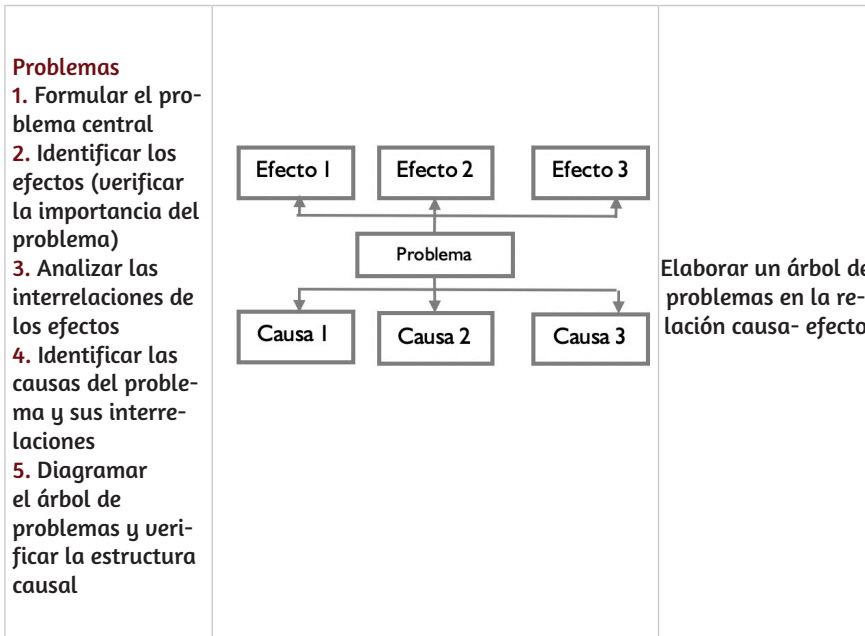 Problemas
1. Formular el pro-
blema central
2. Identificar los
efectos (verificar
la importancia del
problema)
3. Analizar las
interrelaciones de
los efectos
4. Identificar las
causas del proble-
ma y sus interre-
laciones
5. Diagramar
el árbol de
problemas y veri-
ficar la estructura
causal
Efecto 1
Efecto 2
Efecto 3
Problema
Causa 1
Causa 2
Causa 3
Elaborar un árbol de
problemas en la re-
lación causa- efecto